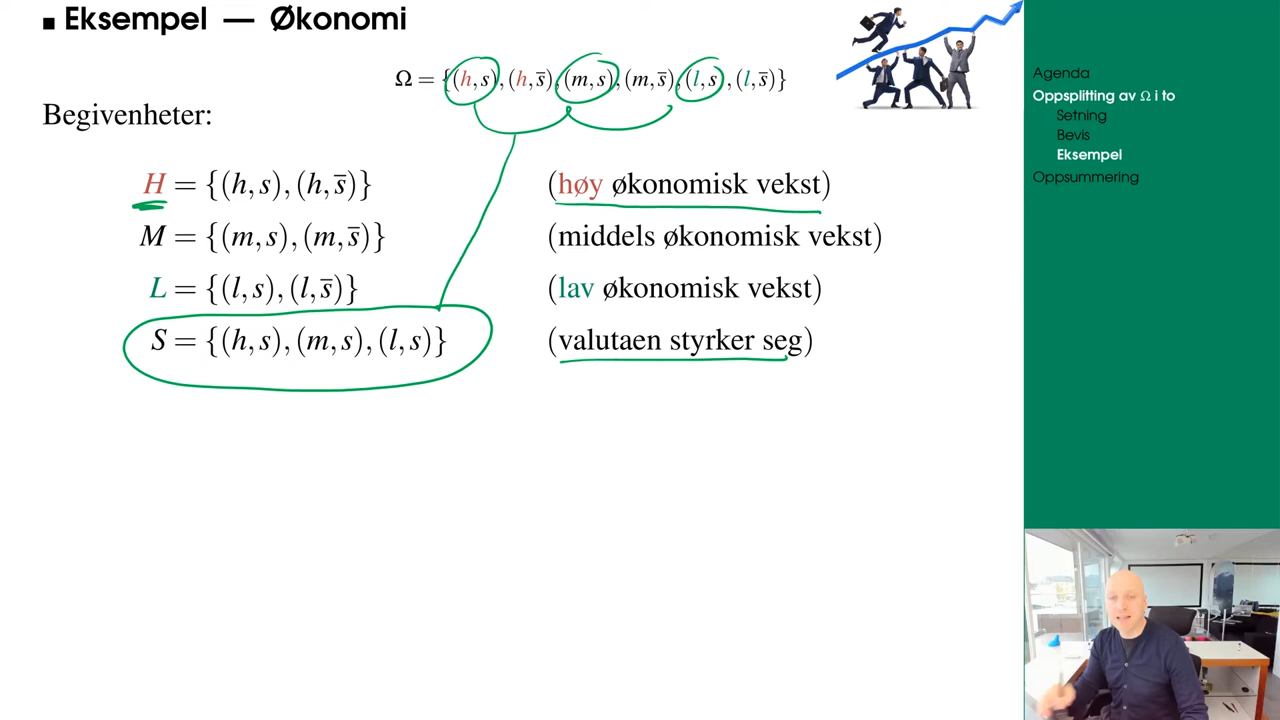 Eksempel — Økonomi
Ω = {(h,s),(h,s̄),(m,s),(m,s̄),(l,s),(l,s̄)}
Begivenheter:
H = {(h,s),(h,s̄)} (høy økonomisk vekst)
M = {(m,s),(m,s̄)} (middels økonomisk vekst)
L = {(l,s),(l,s̄)} (lav økonomisk vekst)
S = {(h,s),(m,s),(l,s)} (valutaen styrker seg)
Agenda
Oppsplitting av Ω i to
Setning
Bevis
Eksempel
Oppsummering